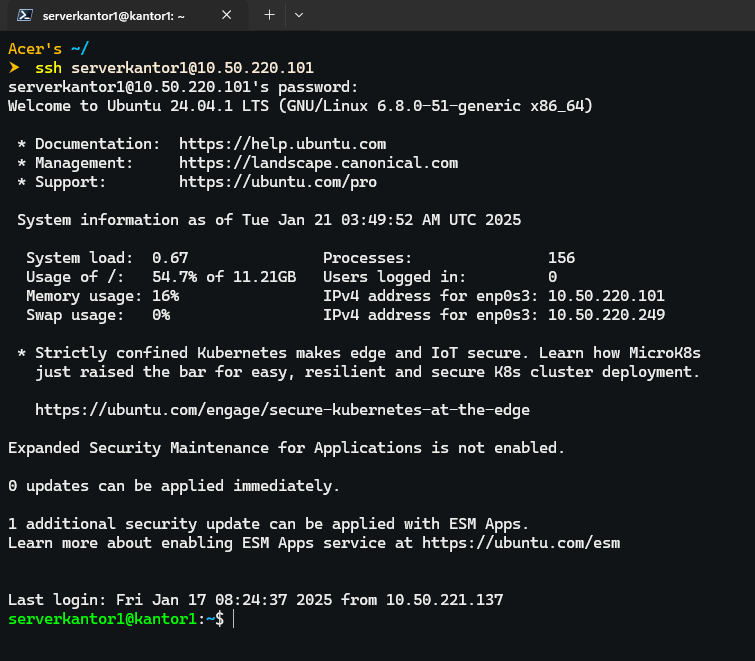 serverkantor1@kantor1: ~
Acer's ~/
➤ ssh serverkantor1@10.50.220.101
serverkantor1@10.50.220.101's password:
Welcome to Ubuntu 24.04.1 LTS (GNU/Linux 6.8.0-51-generic x86_64)
* Documentation: https://help.ubuntu.com
* Management: https://landscape.canonical.com
* Support: https://ubuntu.com/pro
System information as of Tue Jan 21 03:49:52 AM UTC 2025
System load: 0.67 Processes: 156
Usage of /: 54.7% of 11.21GB Users logged in: 0
Memory usage: 16% IPv4 address for enp0s3: 10.50.220.101
Swap usage: 0% IPv4 address for enp0s3: 10.50.220.249
* Strictly confined Kubernetes makes edge and IoT secure. Learn how MicroK8s
just raised the bar for easy, resilient and secure K8s cluster deployment.
https://ubuntu.com/engage/secure-kubernetes-at-the-edge
Expanded Security Maintenance for Applications is not enabled.
0 updates can be applied immediately.
1 additional security update can be applied with ESM Apps.
Learn more about enabling ESM Apps service at https://ubuntu.com/esm
Last login: Fri Jan 17 08:24:37 2025 from 10.50.221.137
serverkantor1@kantor1:~$